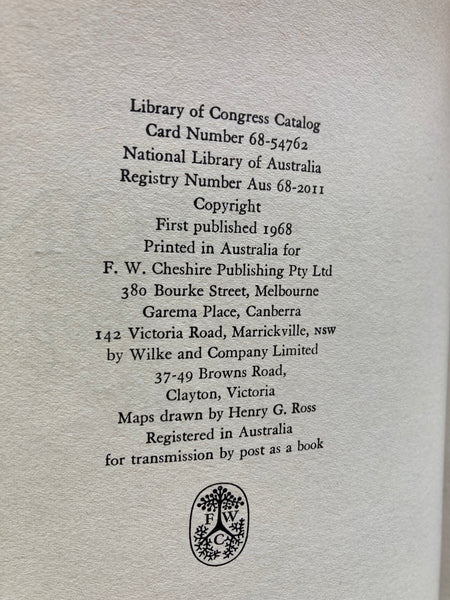 Library of Congress Catalog
Card Number 68-54762
National Library of Australia
Registry Number Aus 68-2011
Copyright
First published 1968
Printed in Australia for
F. W. Cheshire Publishing Pty Ltd
380 Bourke Street, Melbourne
Garema Place, Canberra
142 Victoria Road, Marrickville, NSW
by Wilke and Company Limited
37-49 Browns Road,
Clayton, Victoria
Maps drawn by Henry G. Ross
Registered in Australia
for transmission by post as a book
F W
C